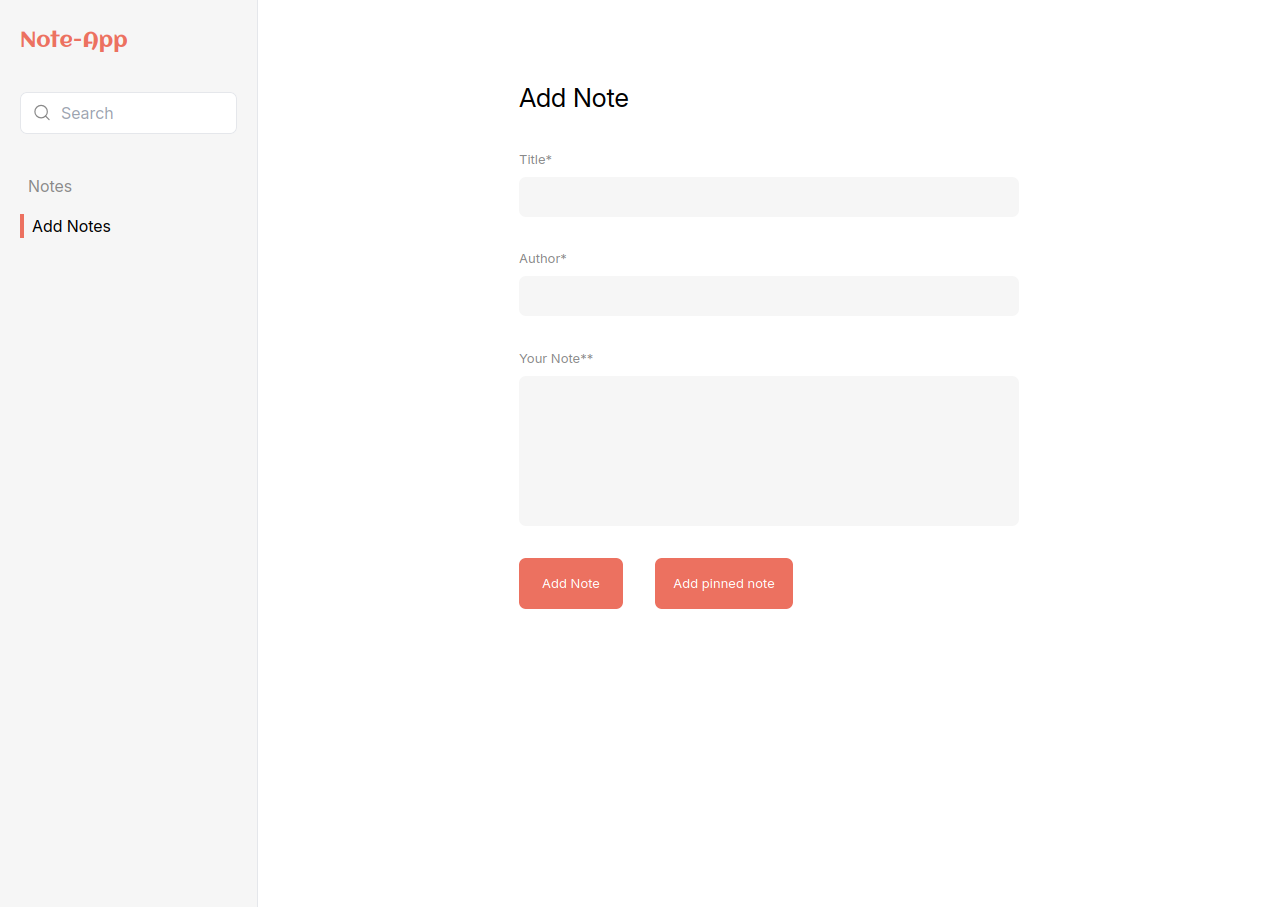 Note-App
Search
Notes
Add Notes
Add Note
Title*
Author*
Your Note**
Add Note
Add pinned note